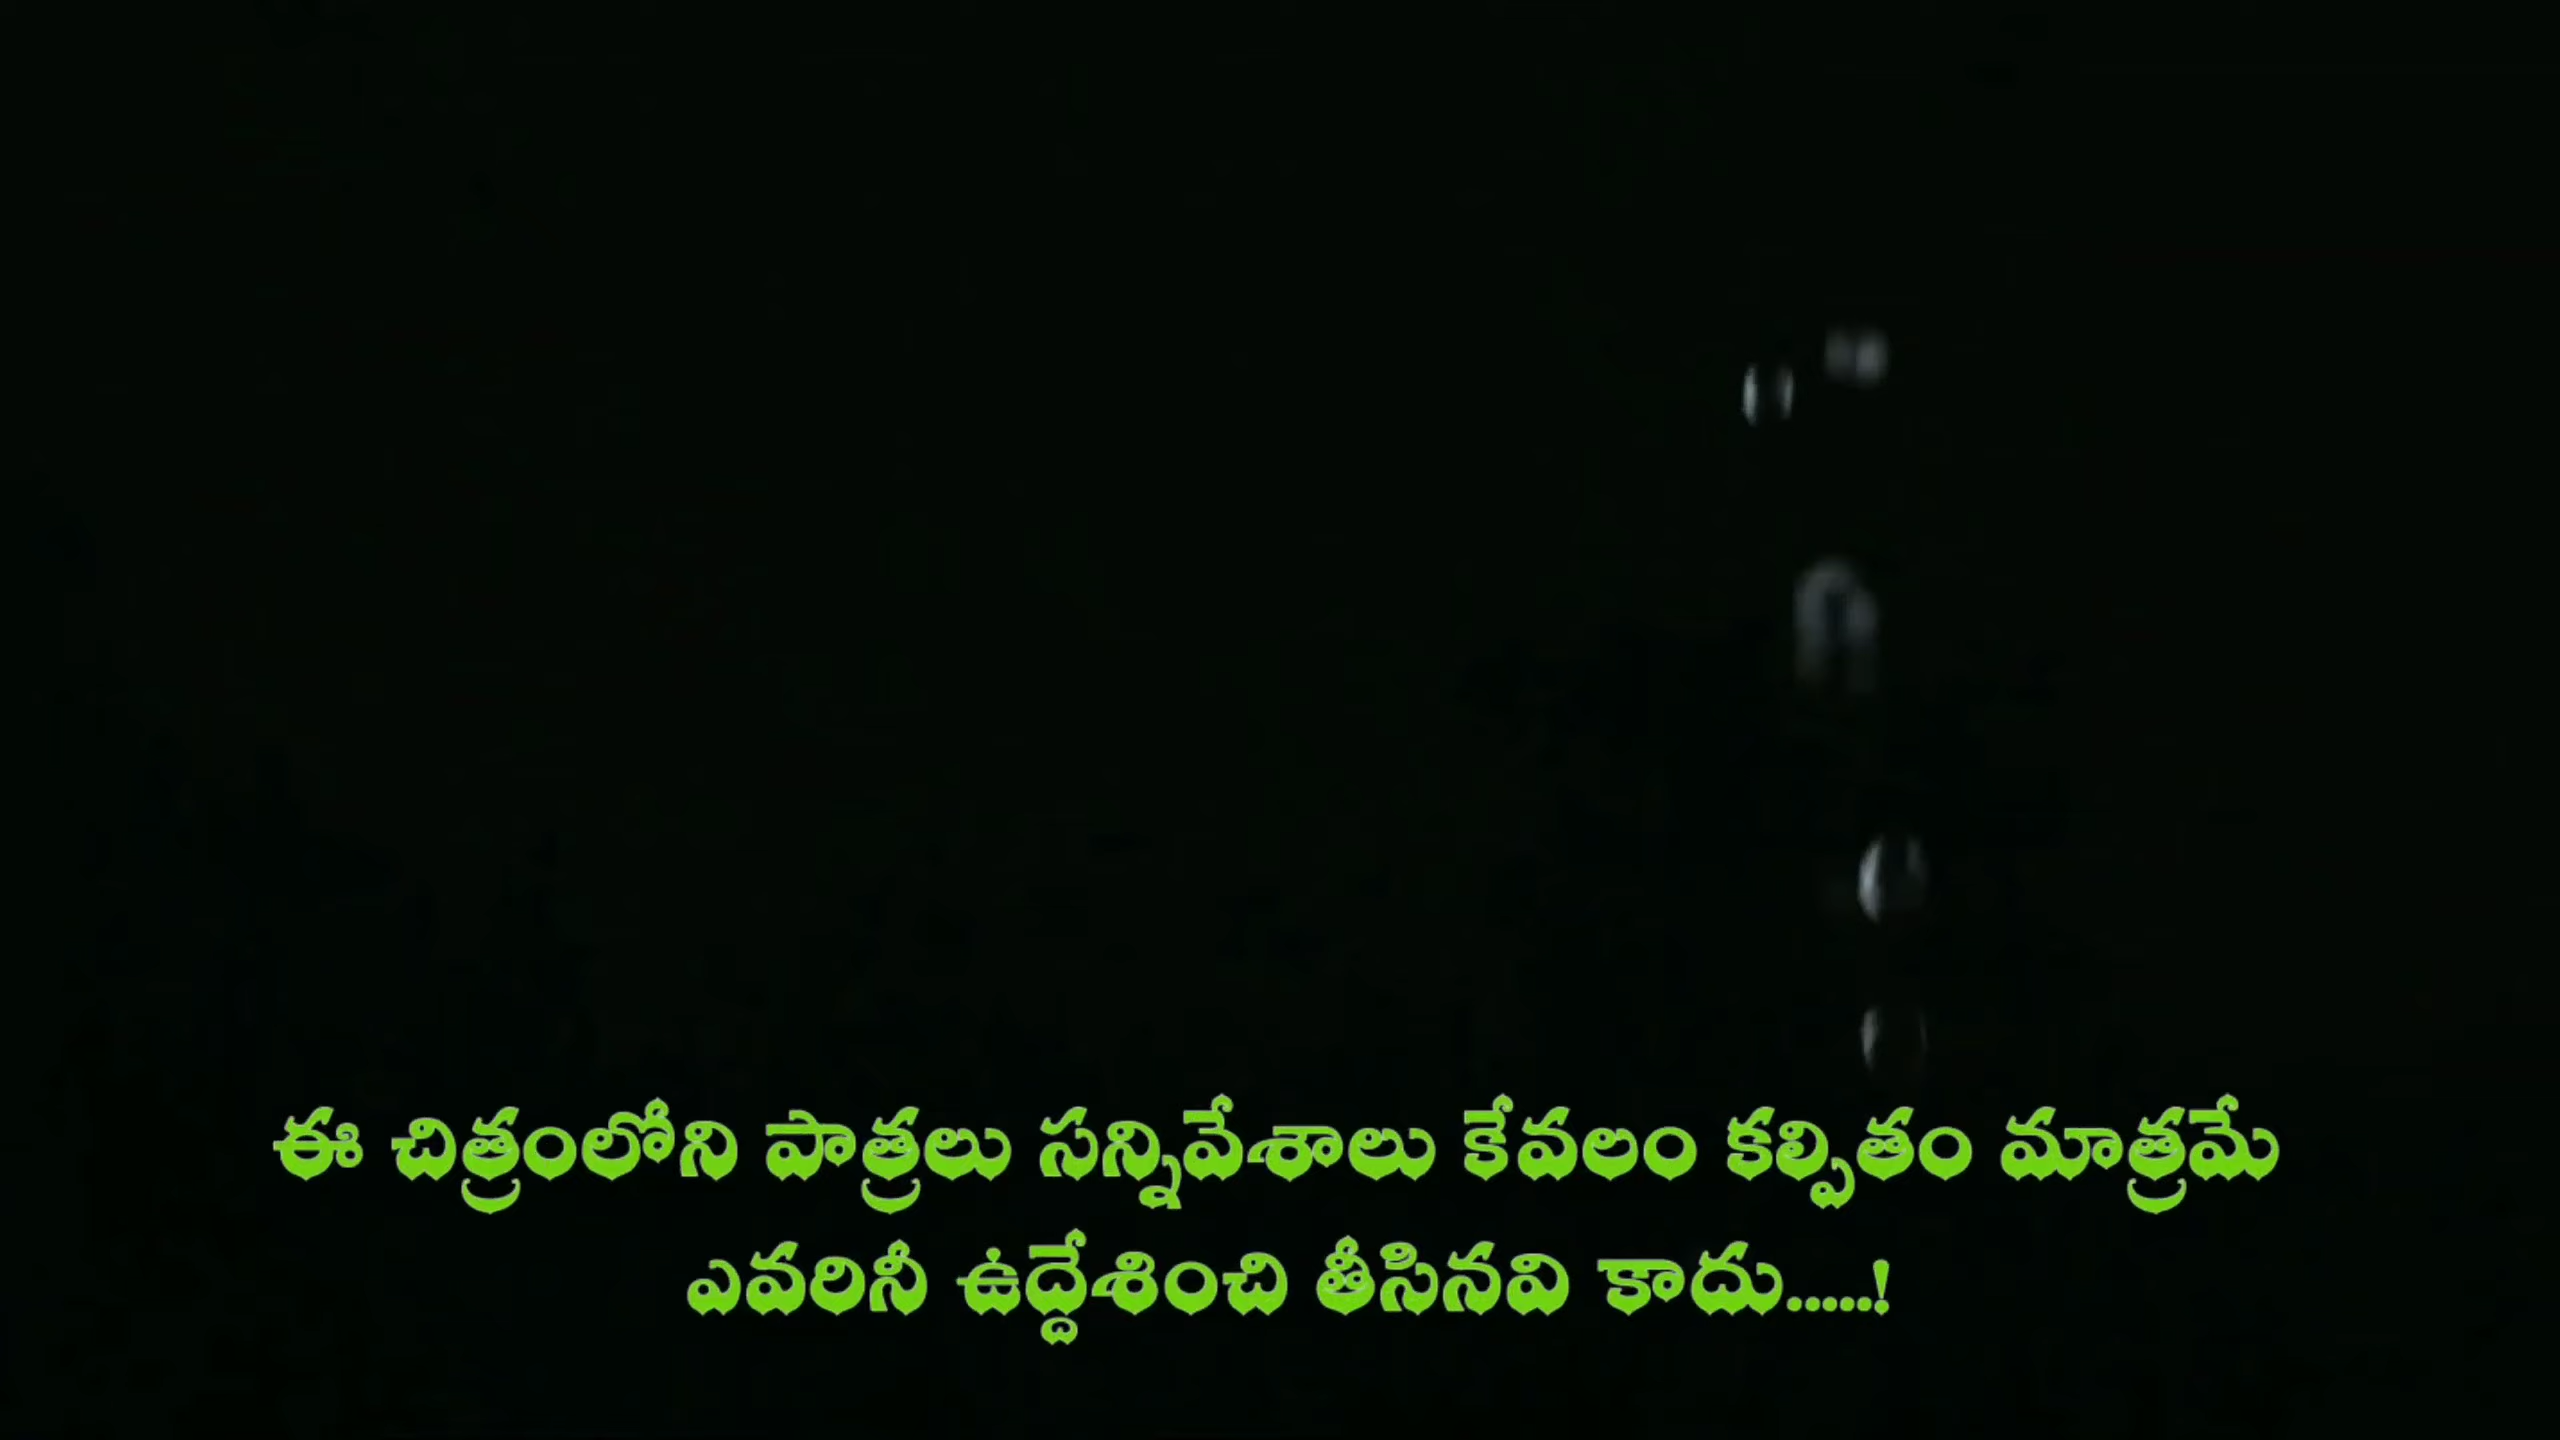 ఈ చిత్రంలోని పాత్రలు సన్నివేశాలు కేవలం కల్పితం మాత్రమే
ఎవరినీ ఉద్దేశించి తీసినవి కాదు.....!